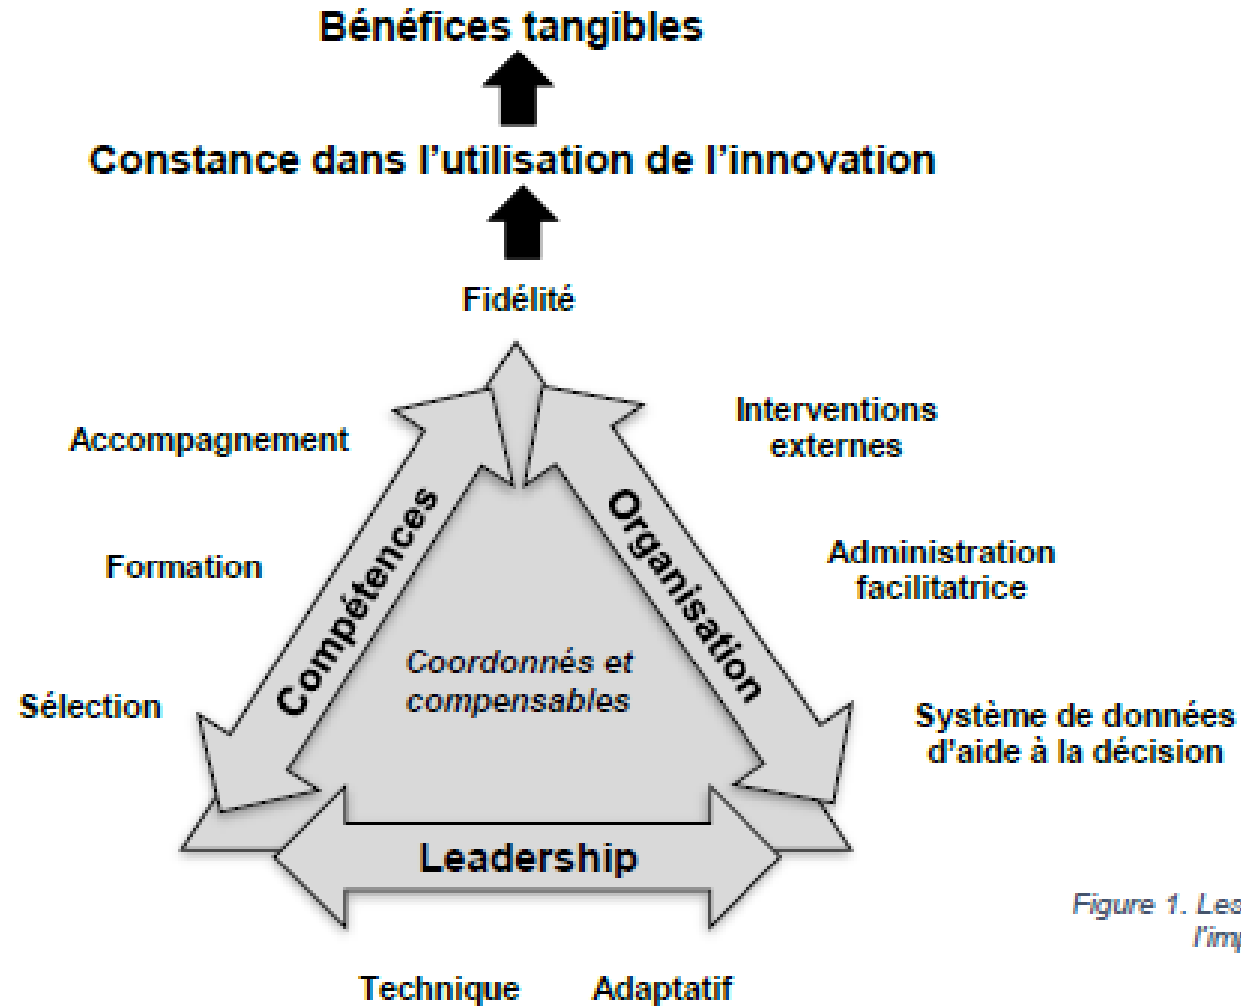 Bénéfices tangibles
Constance dans l'utilisation de l'innovation
Fidélité
Accompagnement
Interventions
externes
Formation
Compétences
Organisation
Administration
facilitatrice
Coordonnés et
compensables
Sélection
Système de données
d'aide à la décision
Leadership
Figure 1. Les
Technique Adaptatif